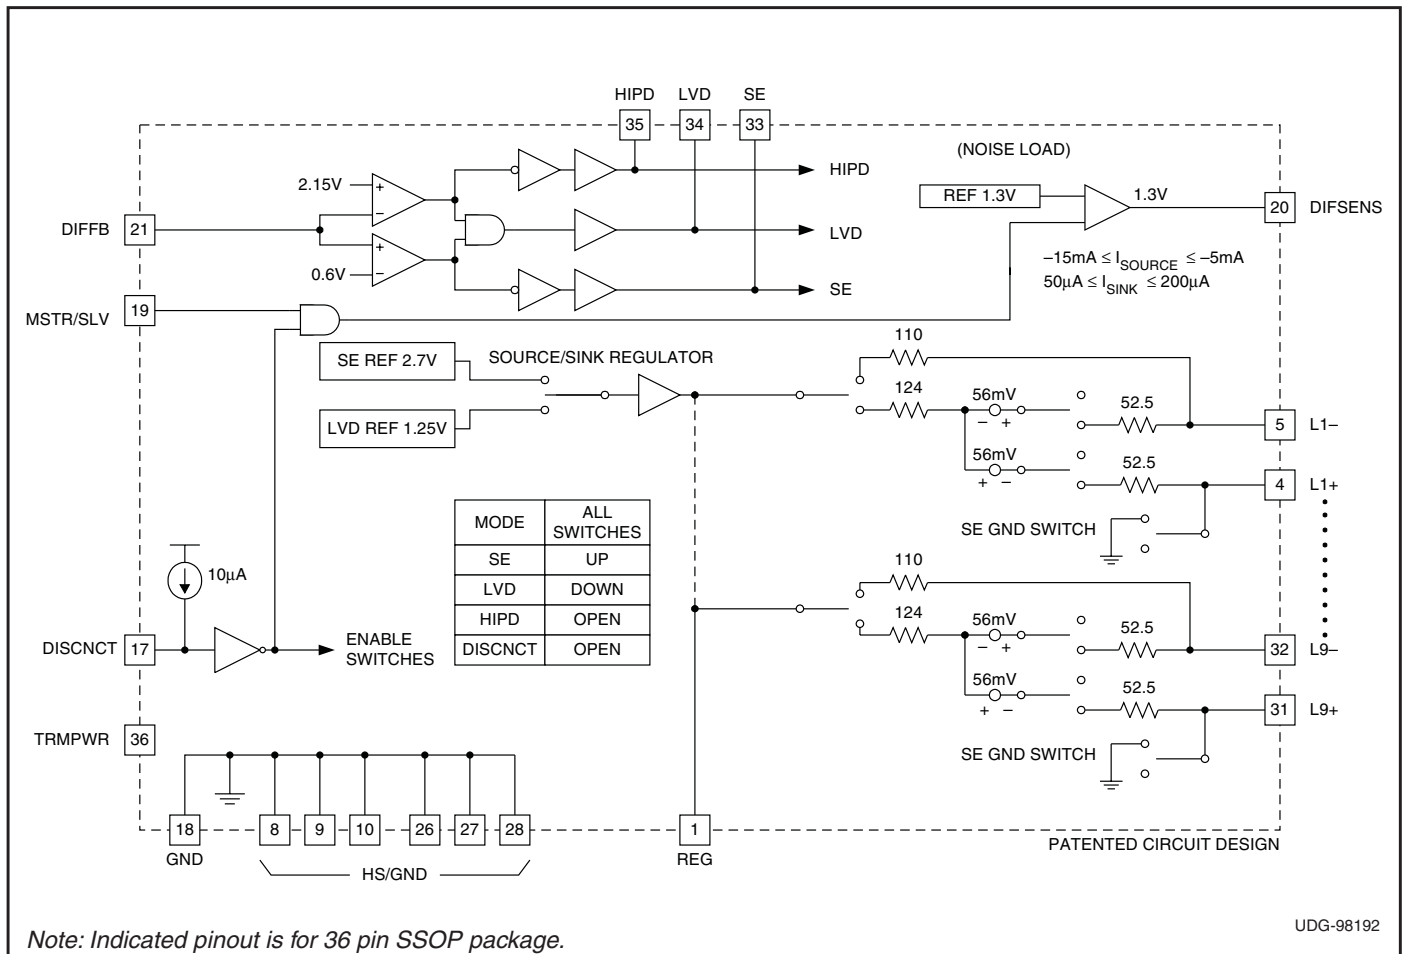 HIPD LVD SE
35 34 33
(NOISE LOAD)
2.15V
+
−
HIPD
REF 1.3V
1.3V
20 DIFSENS
DIFFB 21
LVD
+
−
0.6V
SE
–15mA ≤ I_SOURCE ≤ –5mA
50µA ≤ I_SINK ≤ 200µA
MSTR/SLV 19
SE REF 2.7V
SOURCE/SINK REGULATOR
LVD REF 1.25V
110
124
56mV
− +
52.5
5 L1–
56mV
+ −
52.5
4 L1+
SE GND SWITCH
MODE ALL SWITCHES
SE UP
LVD DOWN
HIPD OPEN
DISCNCT OPEN
10µA
DISCNCT 17
ENABLE
SWITCHES
110
124
56mV
− +
52.5
32 L9–
56mV
+ −
52.5
31 L9+
SE GND SWITCH
TRMPWR 36
18 8 9 10 26 27 28 1
GND
HS/GND
REG
PATENTED CIRCUIT DESIGN
UDG-98192
Note: Indicated pinout is for 36 pin SSOP package.